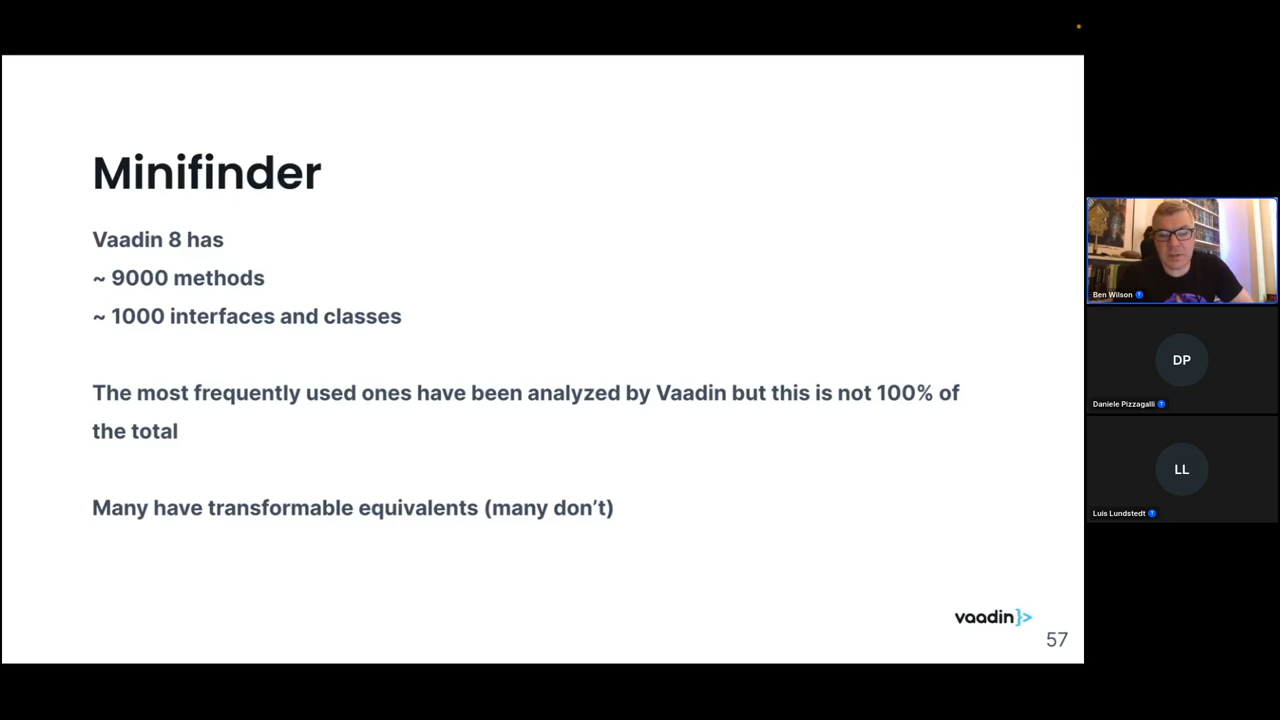 Minifinder
Vaadin 8 has
~ 9000 methods
~ 1000 interfaces and classes
The most frequently used ones have been analyzed by Vaadin but this is not 100% of
the total
Many have transformable equivalents (many don’t)
vaadin}>
57
Ben Wilson
DP
Daniele Pizzagalli
LL
Luis Lundstedt